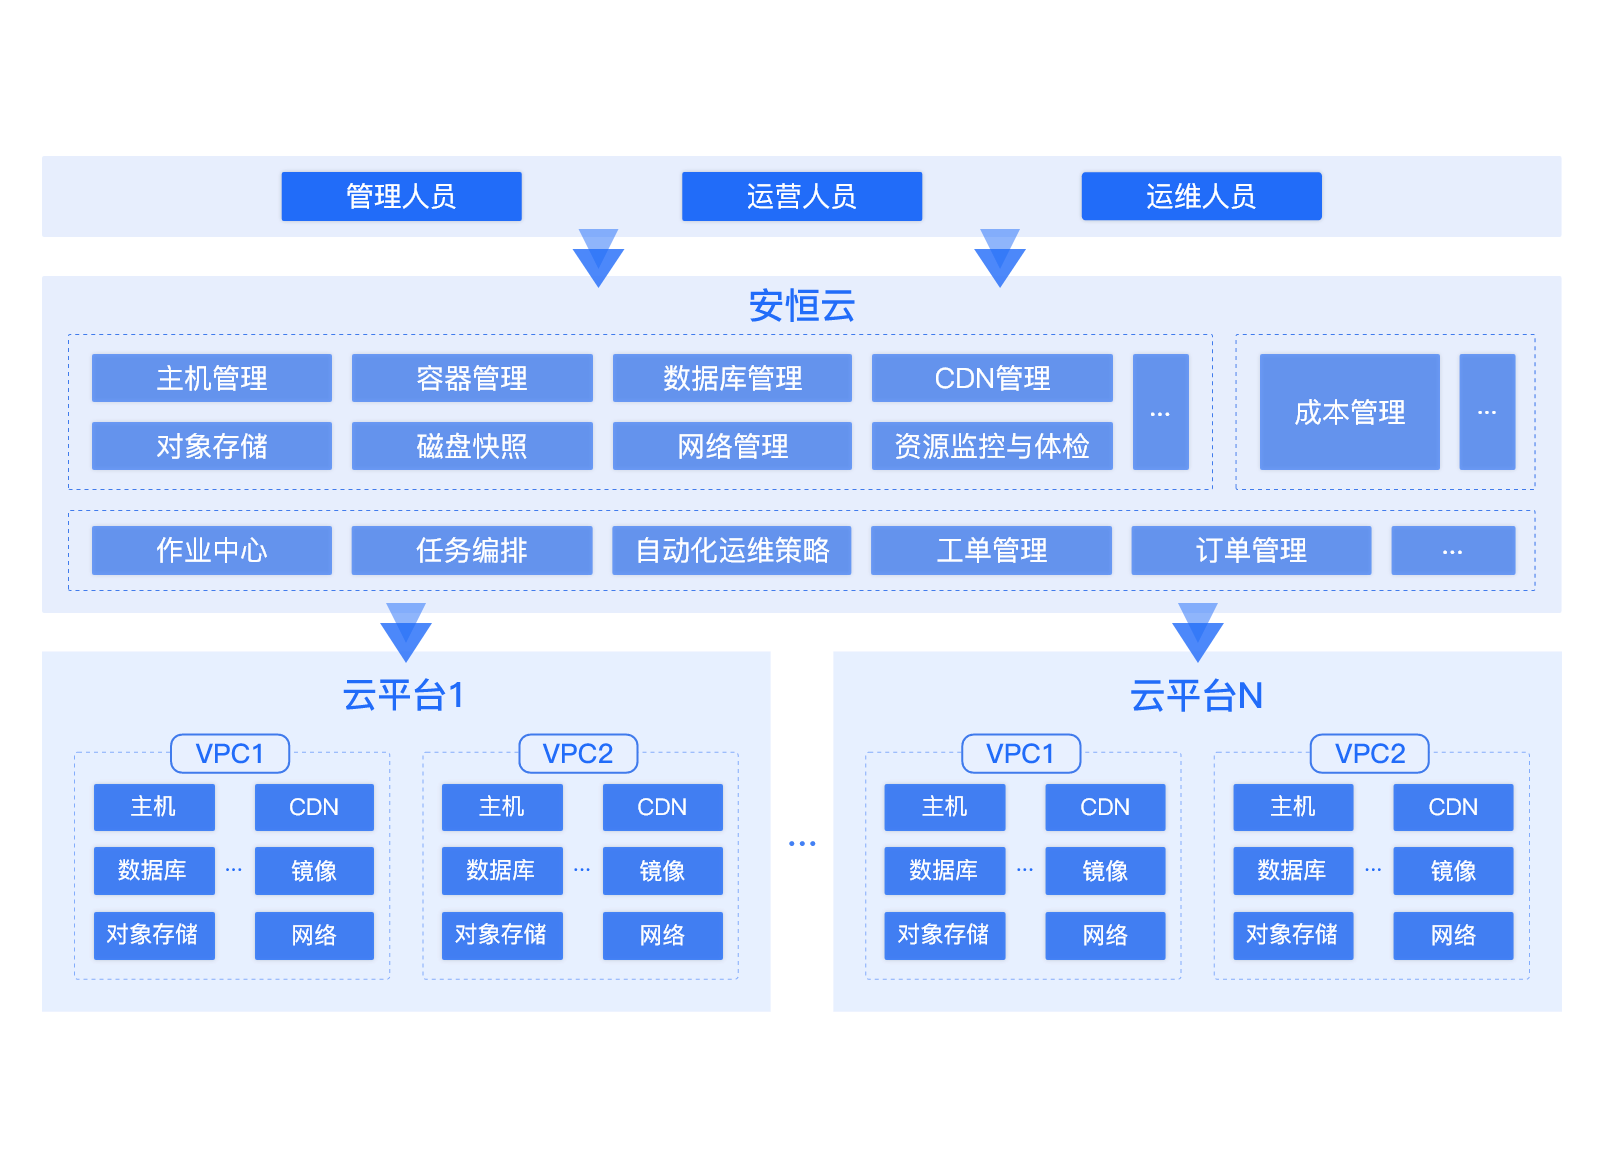 管理人员
运营人员
运维人员
安恒云
主机管理
容器管理
数据库管理
CDN管理
...
成本管理
...
对象存储
磁盘快照
网络管理
资源监控与体检
作业中心
任务编排
自动化运维策略
工单管理
订单管理
...
云平台1
VPC1
主机
CDN
数据库
...
镜像
对象存储
网络
VPC2
主机
CDN
数据库
...
镜像
对象存储
网络
...
云平台N
VPC1
主机
CDN
数据库
...
镜像
对象存储
网络
VPC2
主机
CDN
数据库
...
镜像
对象存储
网络